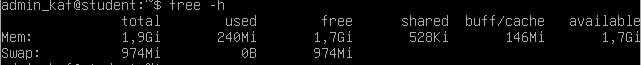 admin_kaf@student:~$ free -h
total used free shared buff/cache available
Mem: 1,9Gi 240Mi 1,7Gi 528Ki 146Mi 1,7Gi
Swap: 974Mi 0B 974Mi